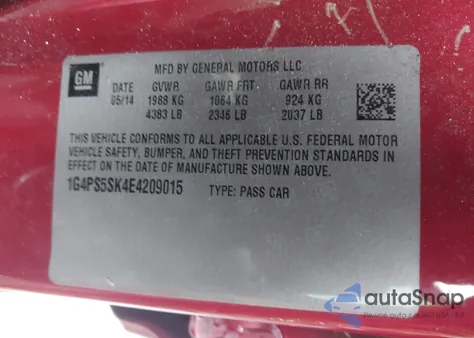 GM
MFD BY GENERAL MOTORS LLC
DATE GVWR GAWR FRT GAWR RR
05/14 1988 KG 1064 KG 924 KG
4383 LB 2346 LB 2037 LB
THIS VEHICLE CONFORMS TO ALL APPLICABLE U.S. FEDERAL MOTOR
VEHICLE SAFETY, BUMPER, AND THEFT PREVENTION STANDARDS IN
EFFECT ON THE DATE OF MANUFACTURE SHOWN ABOVE.
1G4PS5SK4E4209015 TYPE: PASS CAR
autoSnap